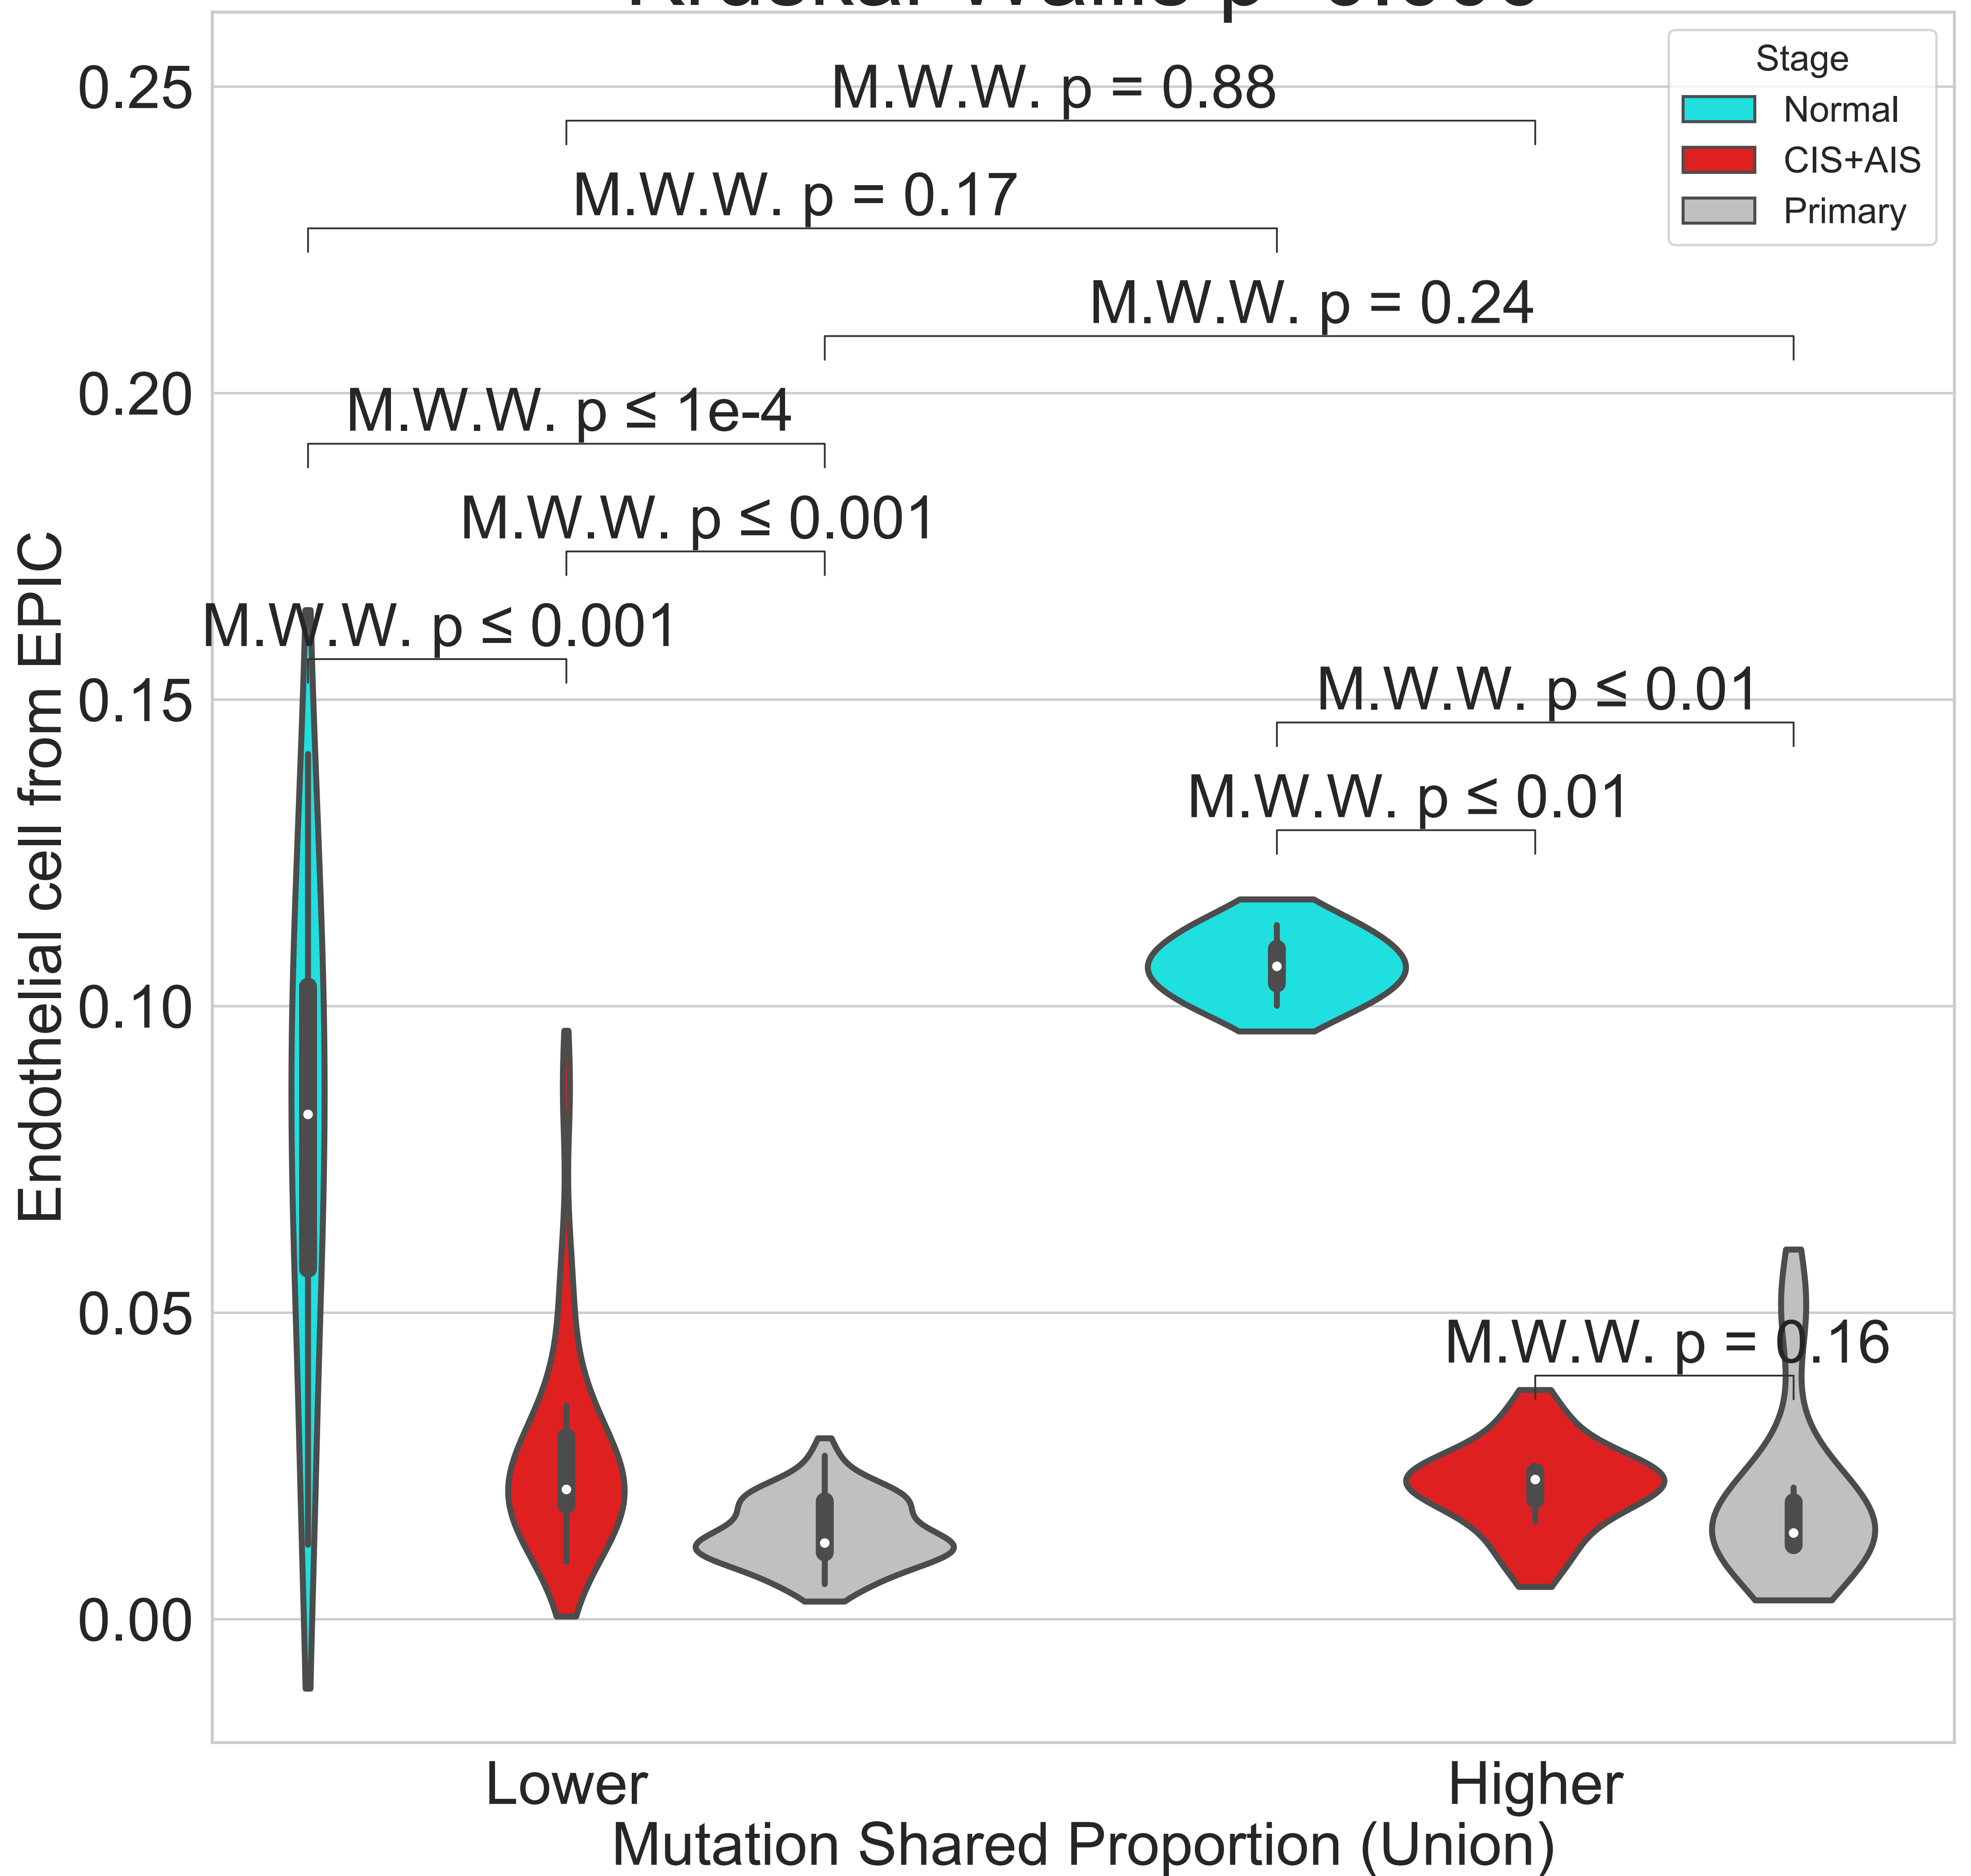 Stage
Normal
CIS+AIS
Primary
M.W.W. p = 0.88
M.W.W. p = 0.17
M.W.W. p = 0.24
M.W.W. p ≤ 1e-4
M.W.W. p ≤ 0.001
M.W.W. p ≤ 0.001
M.W.W. p ≤ 0.01
M.W.W. p ≤ 0.01
M.W.W. p = 0.16
0.25
0.20
0.15
0.10
0.05
0.00
Endothelial cell from EPIC
Lower
Higher
Mutation Shared Proportion (Union)